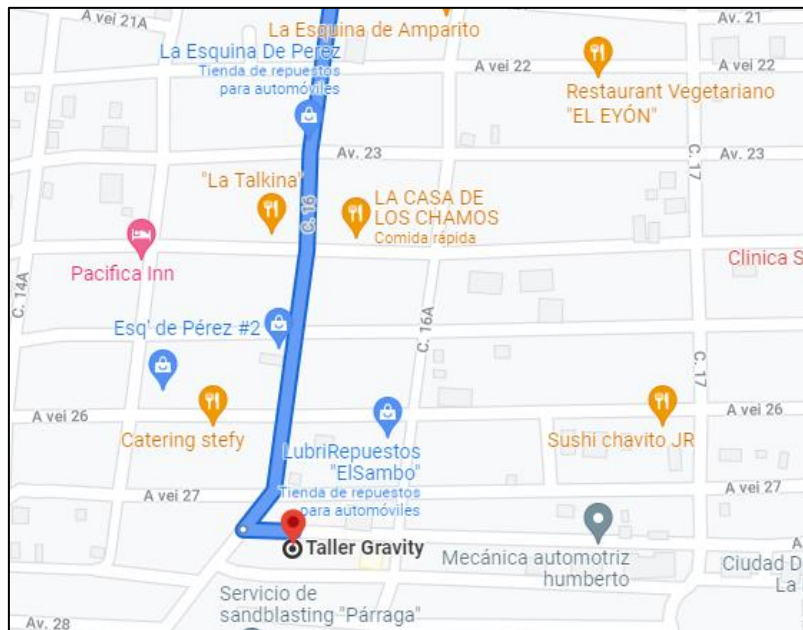 A vei 21A
La Esquina de Amparito
Av. 21
La Esquina De Perez
Tienda de repuestos
para automóviles
A vei 22
A vei 22
Restaurant Vegetariano
"EL EYÓN"
Av. 23
Av. 23
"La Talkina"
C. 16
LA CASA DE
LOS CHAMOS
Comida rápida
C. 17
Pacifica Inn
Clinica S
C. 14A
Esq' de Pérez #2
C. 16A
C. 17
A vei 26
A vei 26
Catering stefy
LubriRepuestos
"ElSambo"
Tienda de repuestos
para automóviles
Sushi chavito JR
A vei 27
A vei 27
Taller Gravity
Mecánica automotriz
humberto
A
Ciudad D
La
Servicio de
sandblasting "Párraga"
Av. 28